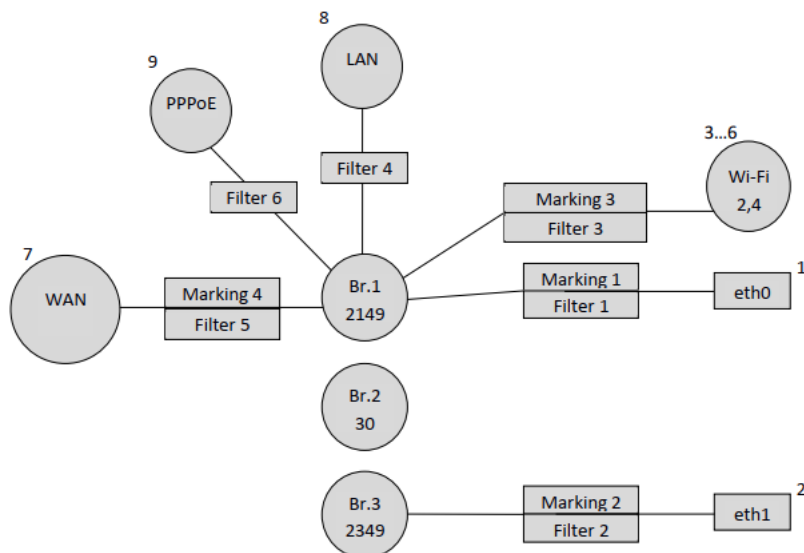 8
LAN
9
PPPoE
3...6
Wi-Fi
2,4
Filter 4
Filter 6
Marking 3
Filter 3
7
WAN
Marking 4
Filter 5
Br.1
2149
Marking 1
Filter 1
1
eth0
Br.2
30
Br.3
2349
Marking 2
Filter 2
2
eth1